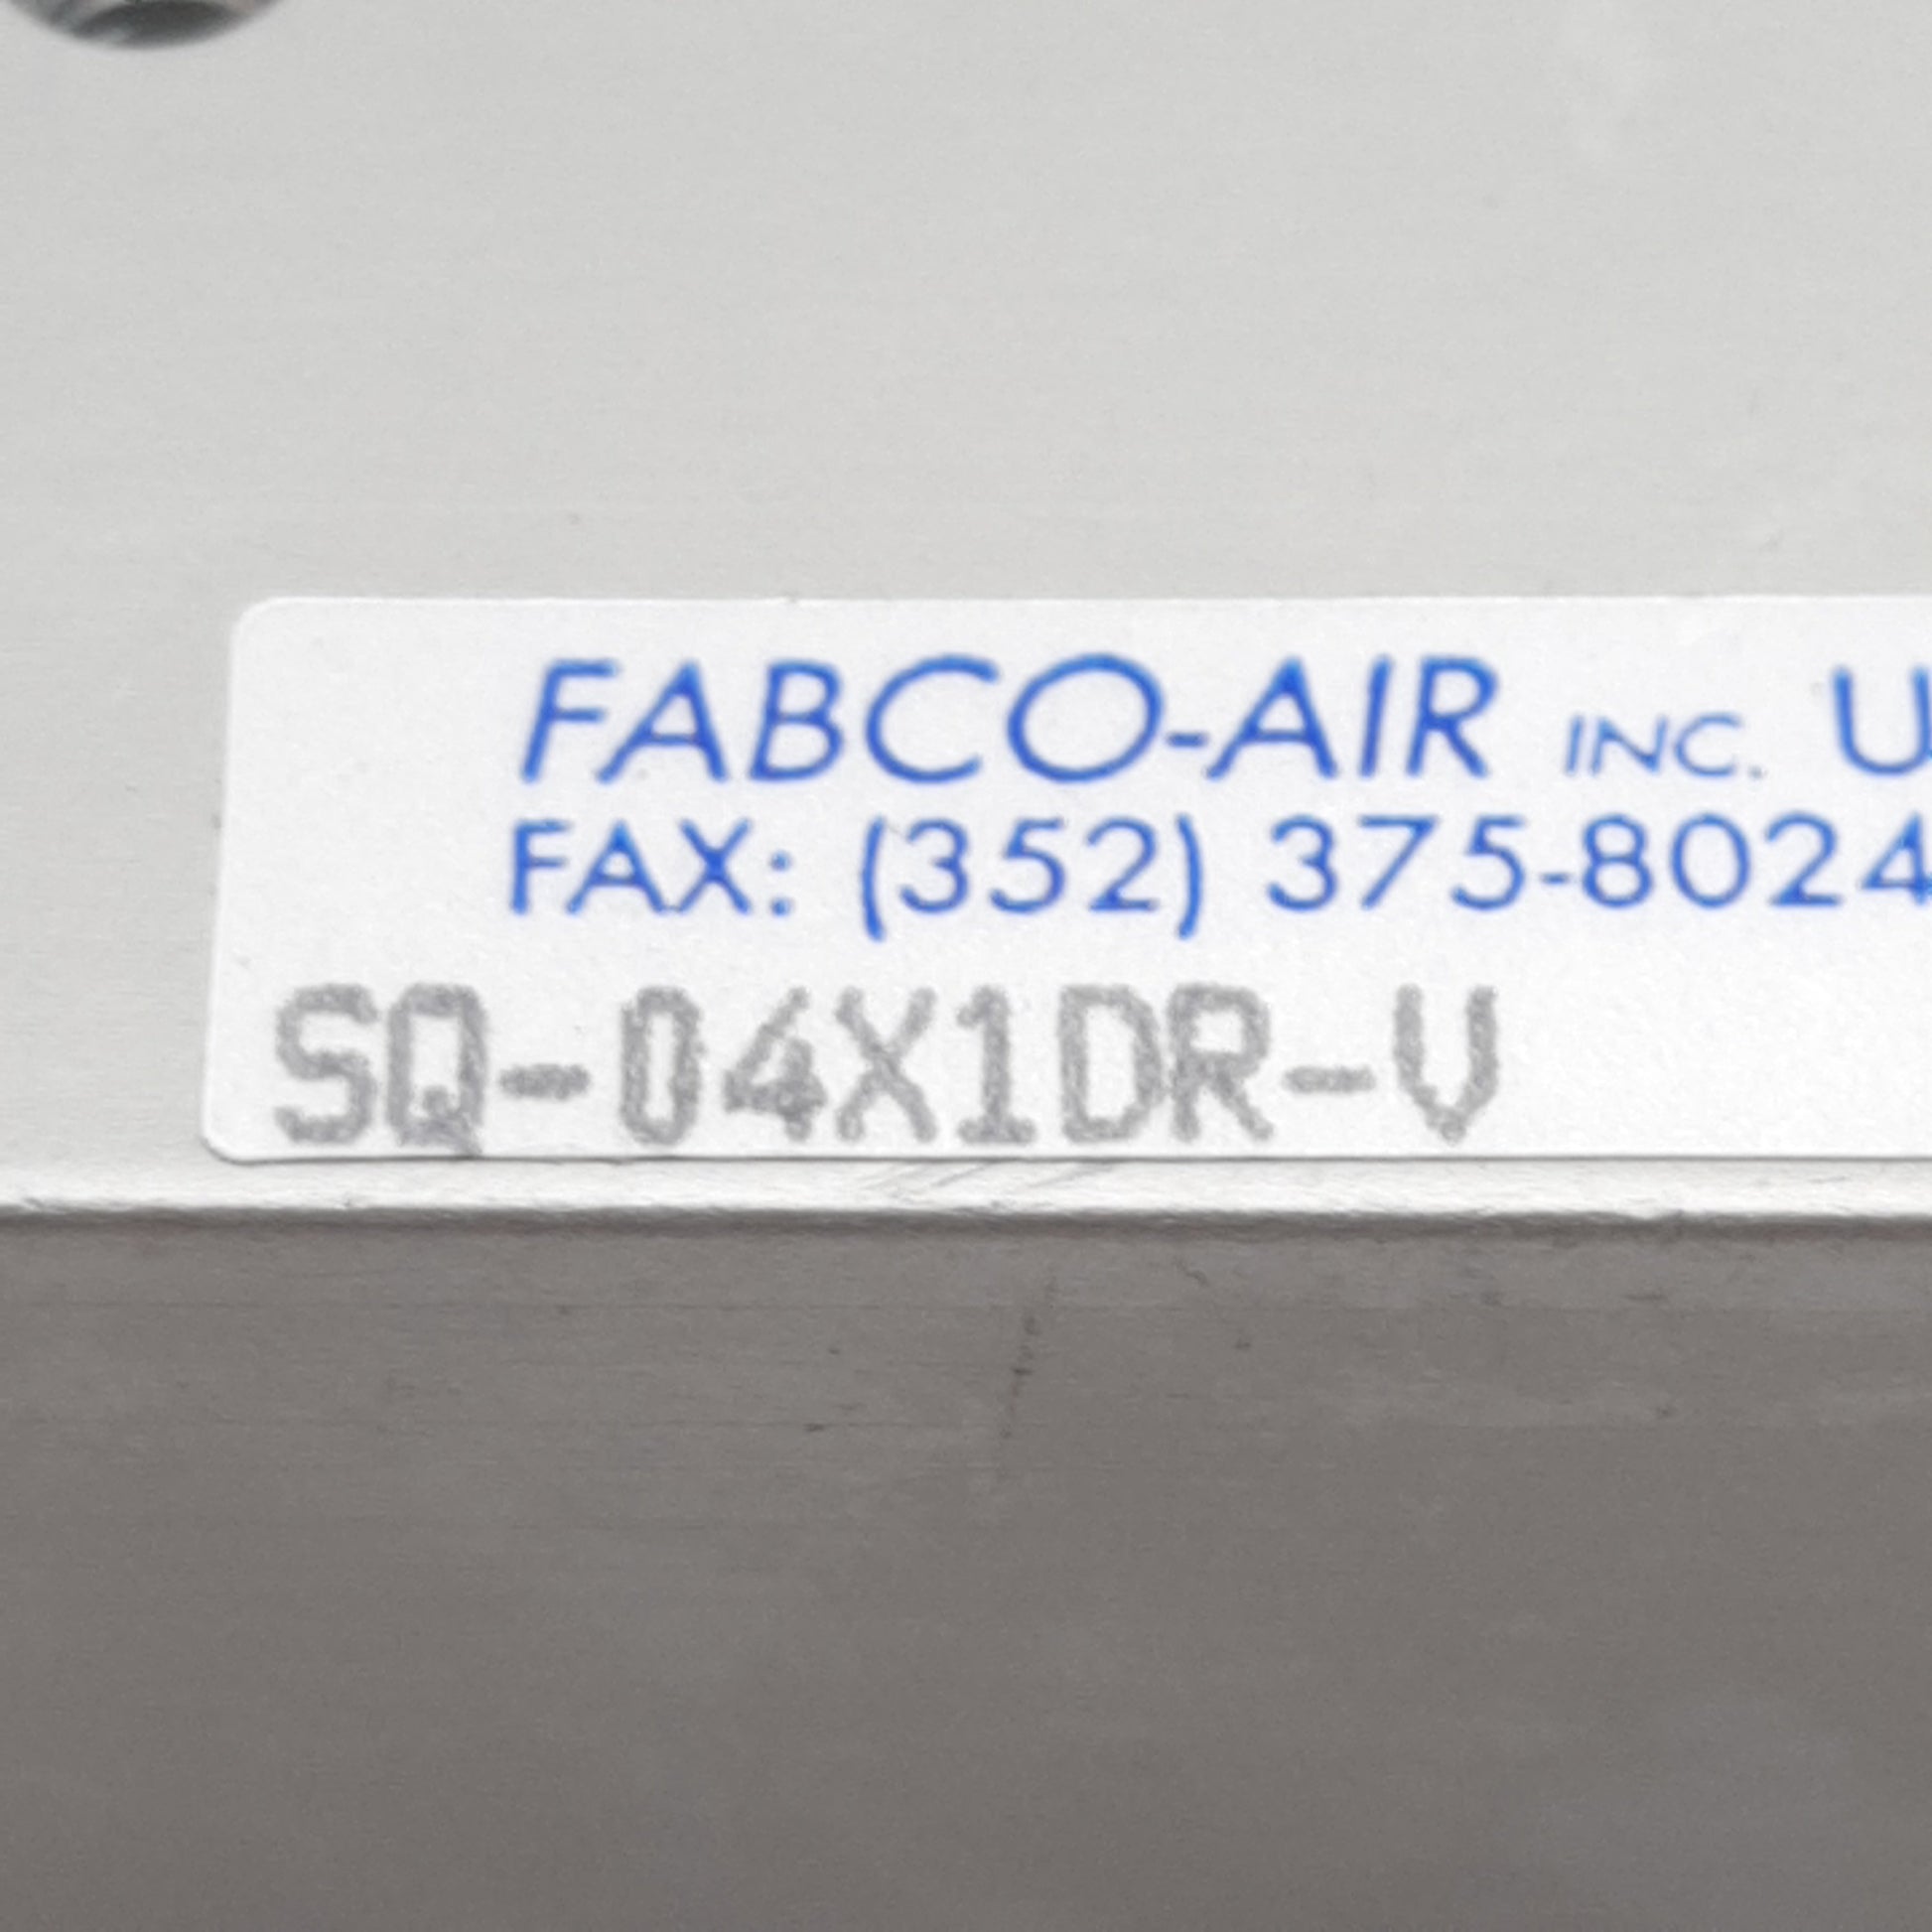 FABCO-AIR INC. U
FAX: (352) 375-8024
SQ-04X1DR-V